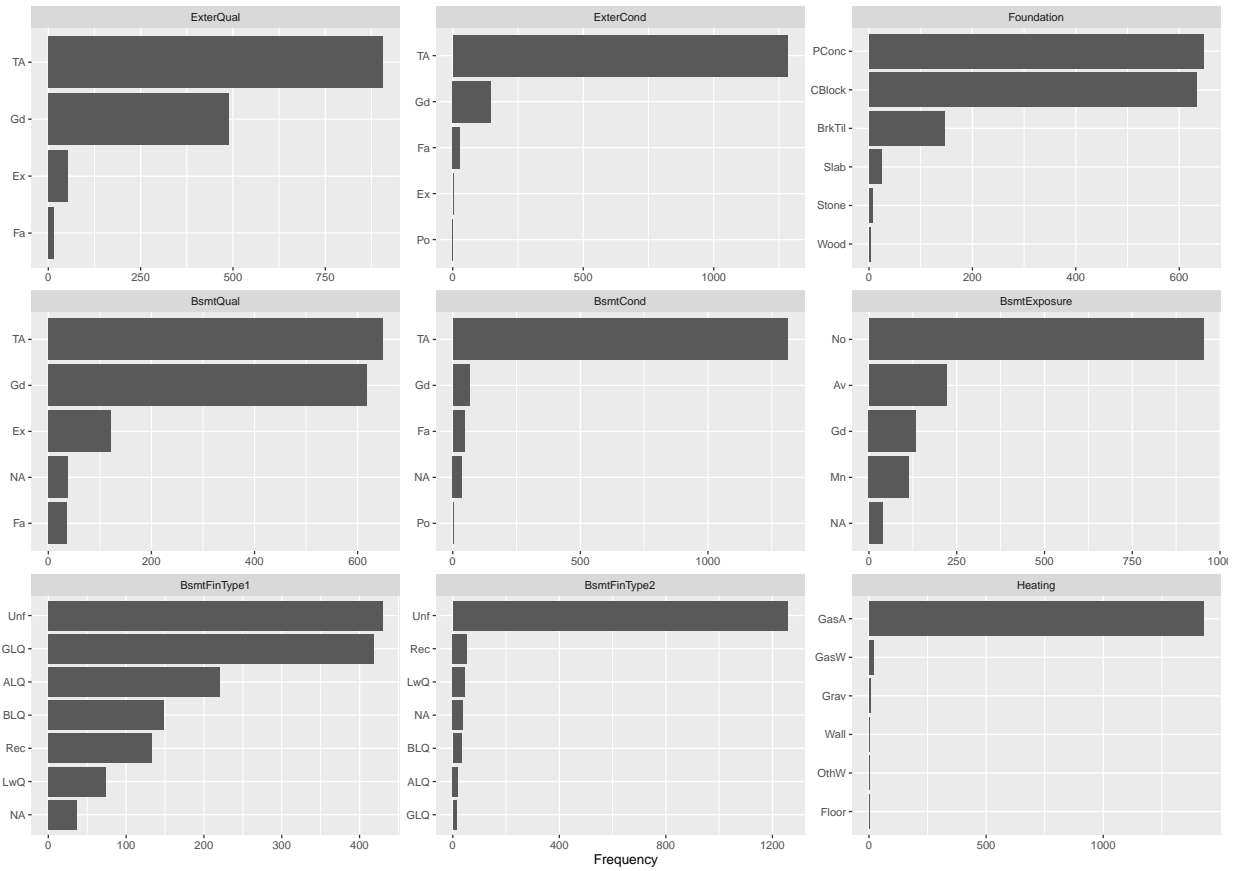 ExterQual
TA
Gd
Ex
Fa
0 250 500 750
ExterCond
TA
Gd
Fa
Ex
Po
0 500 1000
Foundation
PConc
CBlock
BrkTil
Slab
Stone
Wood
0 200 400 600
BsmtQual
TA
Gd
Ex
NA
Fa
0 200 400 600
BsmtCond
TA
Gd
Fa
NA
Po
0 500 1000
BsmtExposure
No
Av
Gd
Mn
NA
0 250 500 750 1000
BsmtFinType1
Unf
GLQ
ALQ
BLQ
Rec
LwQ
NA
0 100 200 300 400
BsmtFinType2
Unf
Rec
LwQ
NA
BLQ
ALQ
GLQ
0 400 800 1200
Heating
GasA
GasW
Grav
Wall
OthW
Floor
0 500 1000
Frequency